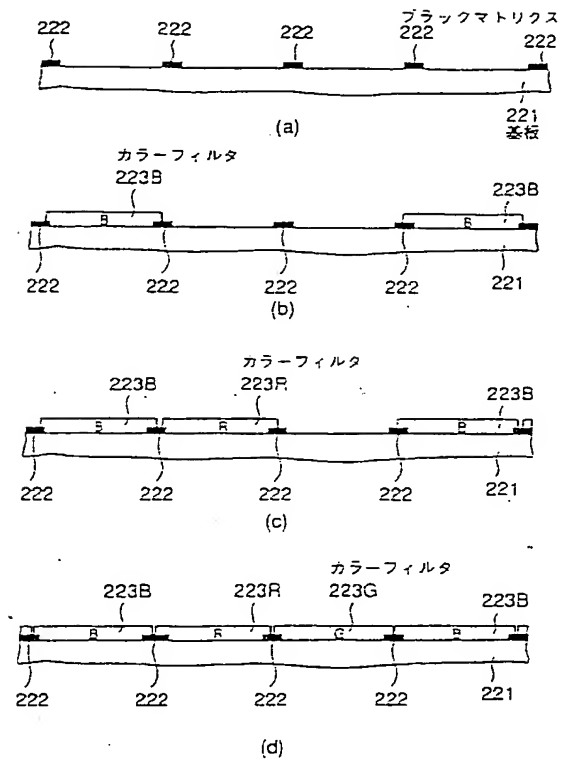 ブラックマトリクス
222 222 222 222 222
221
基板
(a)
カラーフィルタ
223B 223B
B B
222 222 222 222 221
(b)
カラーフィルタ
223B 223R 223B
B R B
222 222 222 222 221
(c)
カラーフィルタ
223B 223R 223G 223B
B R G B
222 222 222 222 221
(d)